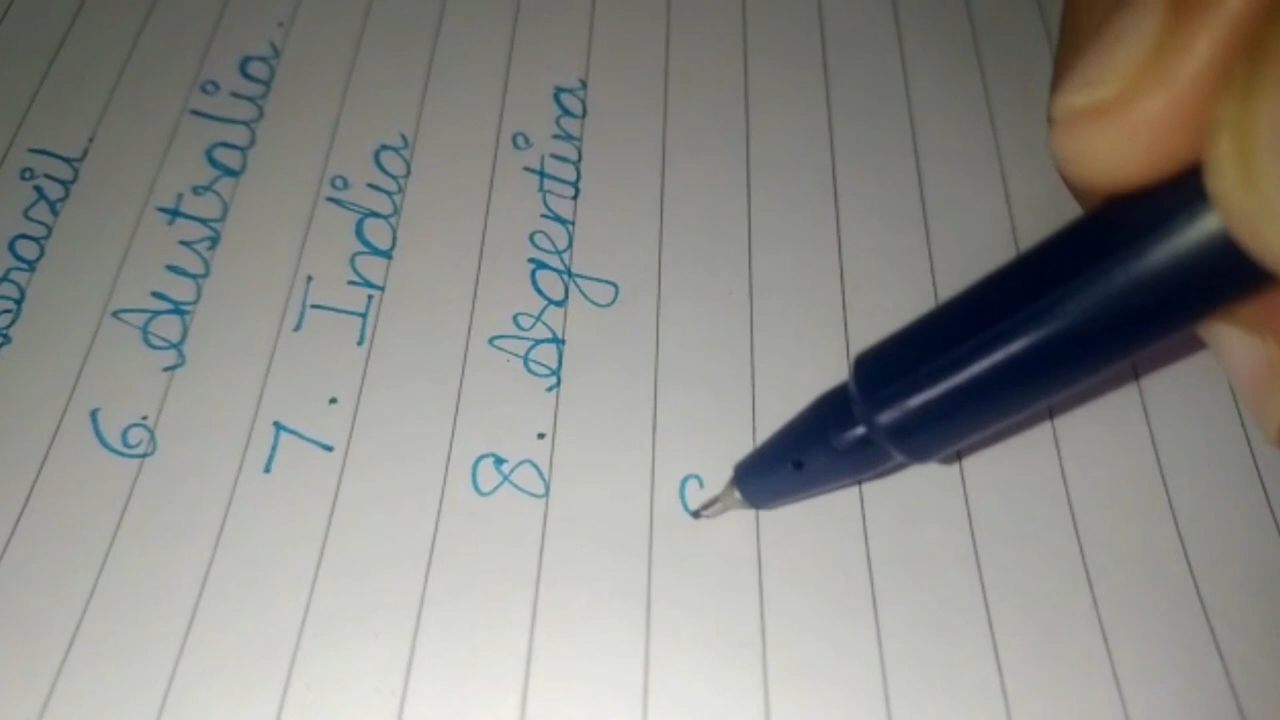 Brazil.
6. Australia.
7. India
8. Argentina